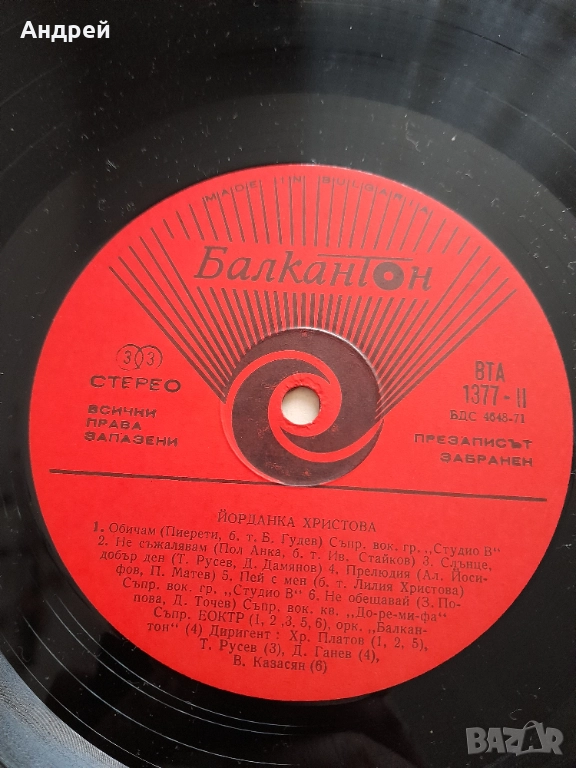 Андрей
MADE IN BULGARIA
Балкантон
33
СТЕРЕО
ВСИЧКИ
ПРАВА
ЗАПАЗЕНИ
ВТА
1377-II
БДС 4648-71
ПРЕЗАПИСЪТ
ЗАБРАНЕН
ЙОРДАНКА ХРИСТОВА
1. Обичам (Пиерети, б. т. Б. Гудев) Съпр. вок. гр. „Студио В"
2. Не съжалявам (Пол Анка, б. т. Ив. Стайков) 3. Слънце,
добър ден (Т. Русев, Д. Дамянов) 4. Прелюдия (Ал. Йоси-
фов, П. Матев) 5. Пей с мен (б. т. Лилия Христова)
Съпр. вок. гр. „Студио В" 6. Не обещавай (З. По-
пова, Д. Точев) Съпр. вок. кв. „До-ре-ми-фа"
Съпр. ЕОКТР (1, 2 ,3, 5, 6), орк. „Балкан-
тон" (4) Диригент : Хр. Платов (1, 2, 5),
Т. Русев (3), Д. Ганев (4),
В. Казасян (6)
BAZAR